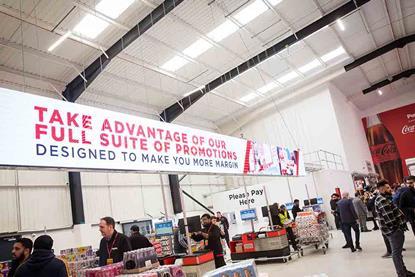 TAKE ADVANTAGE OF OUR
FULL SUITE OF PROMOTIONS
DESIGNED TO MAKE YOU MORE MARGIN
Please Pay
Here
Coca-Cola